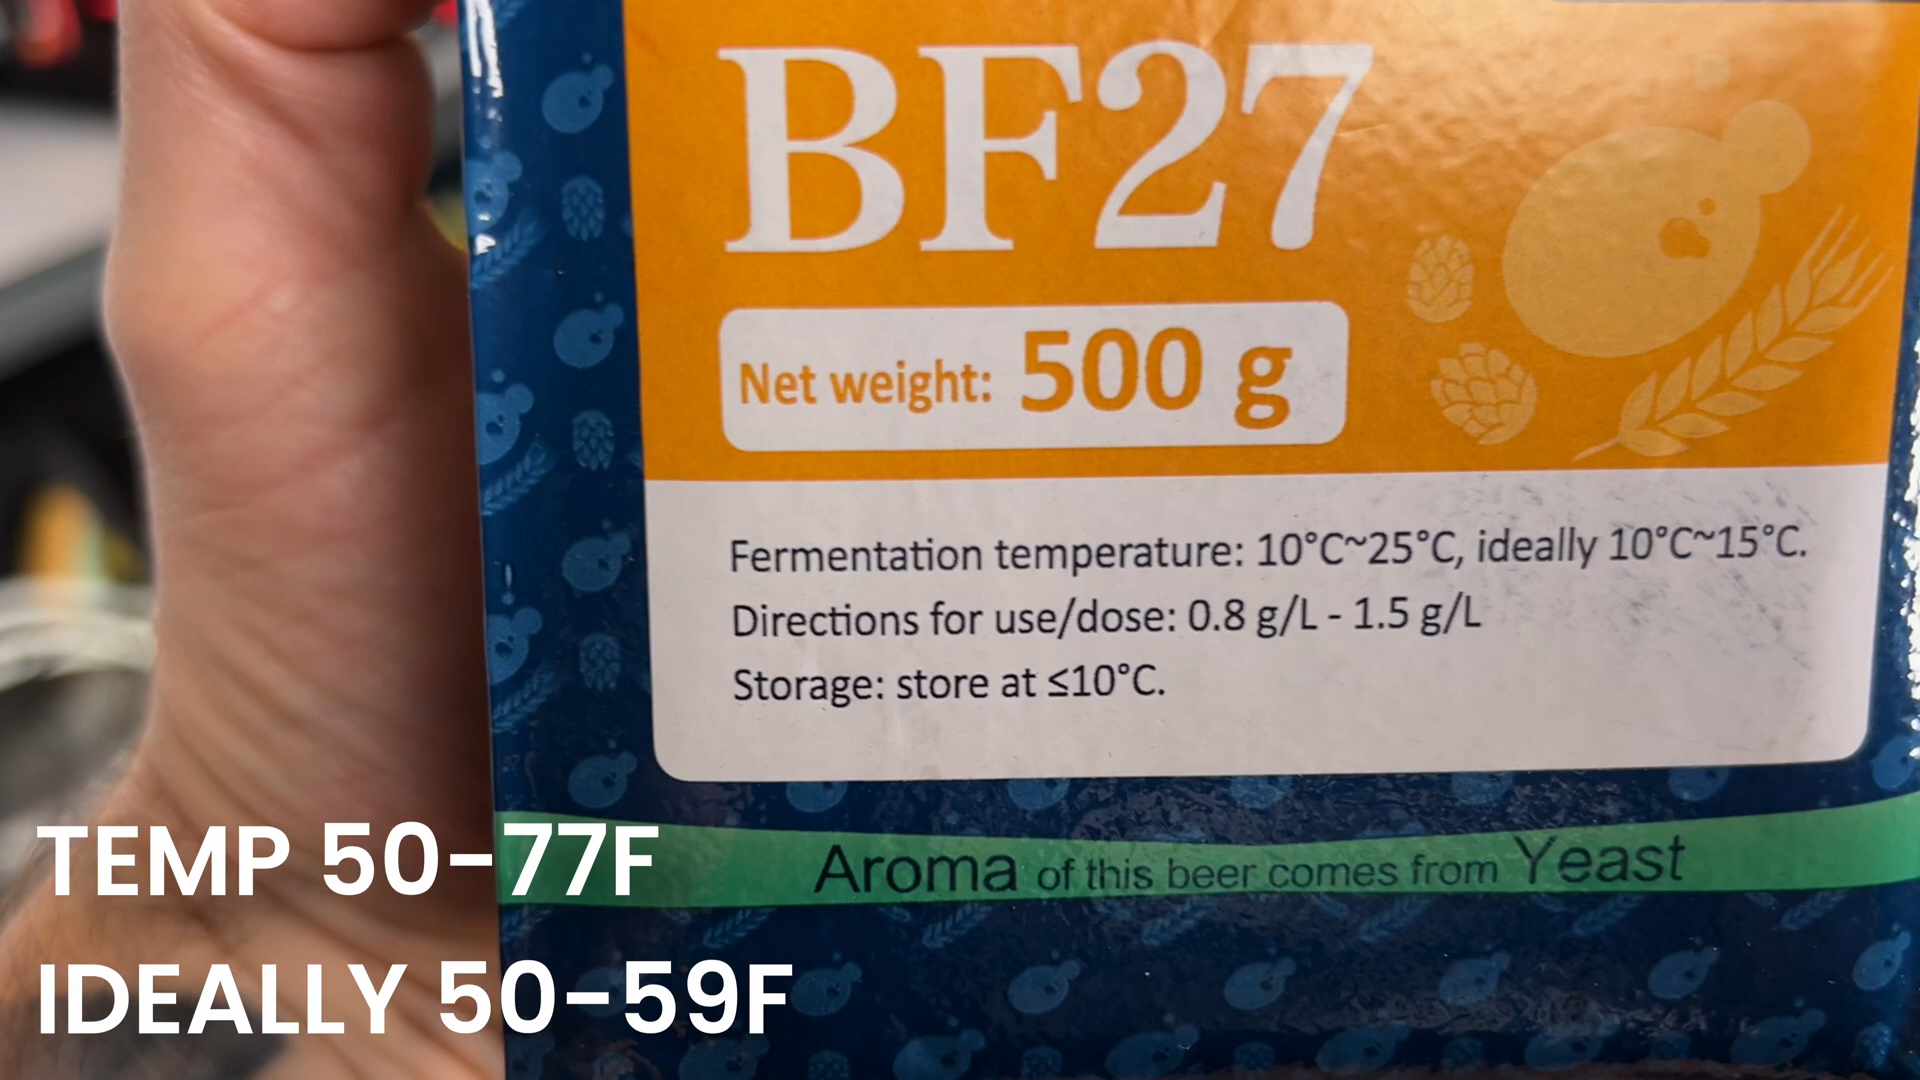 BF27
Net weight: 500 g
Fermentation temperature: 10°C~25°C, ideally 10°C~15°C.
Directions for use/dose: 0.8 g/L - 1.5 g/L
Storage: store at ≤10°C.
Aroma of this beer comes from Yeast
TEMP 50-77F
IDEALLY 50-59F